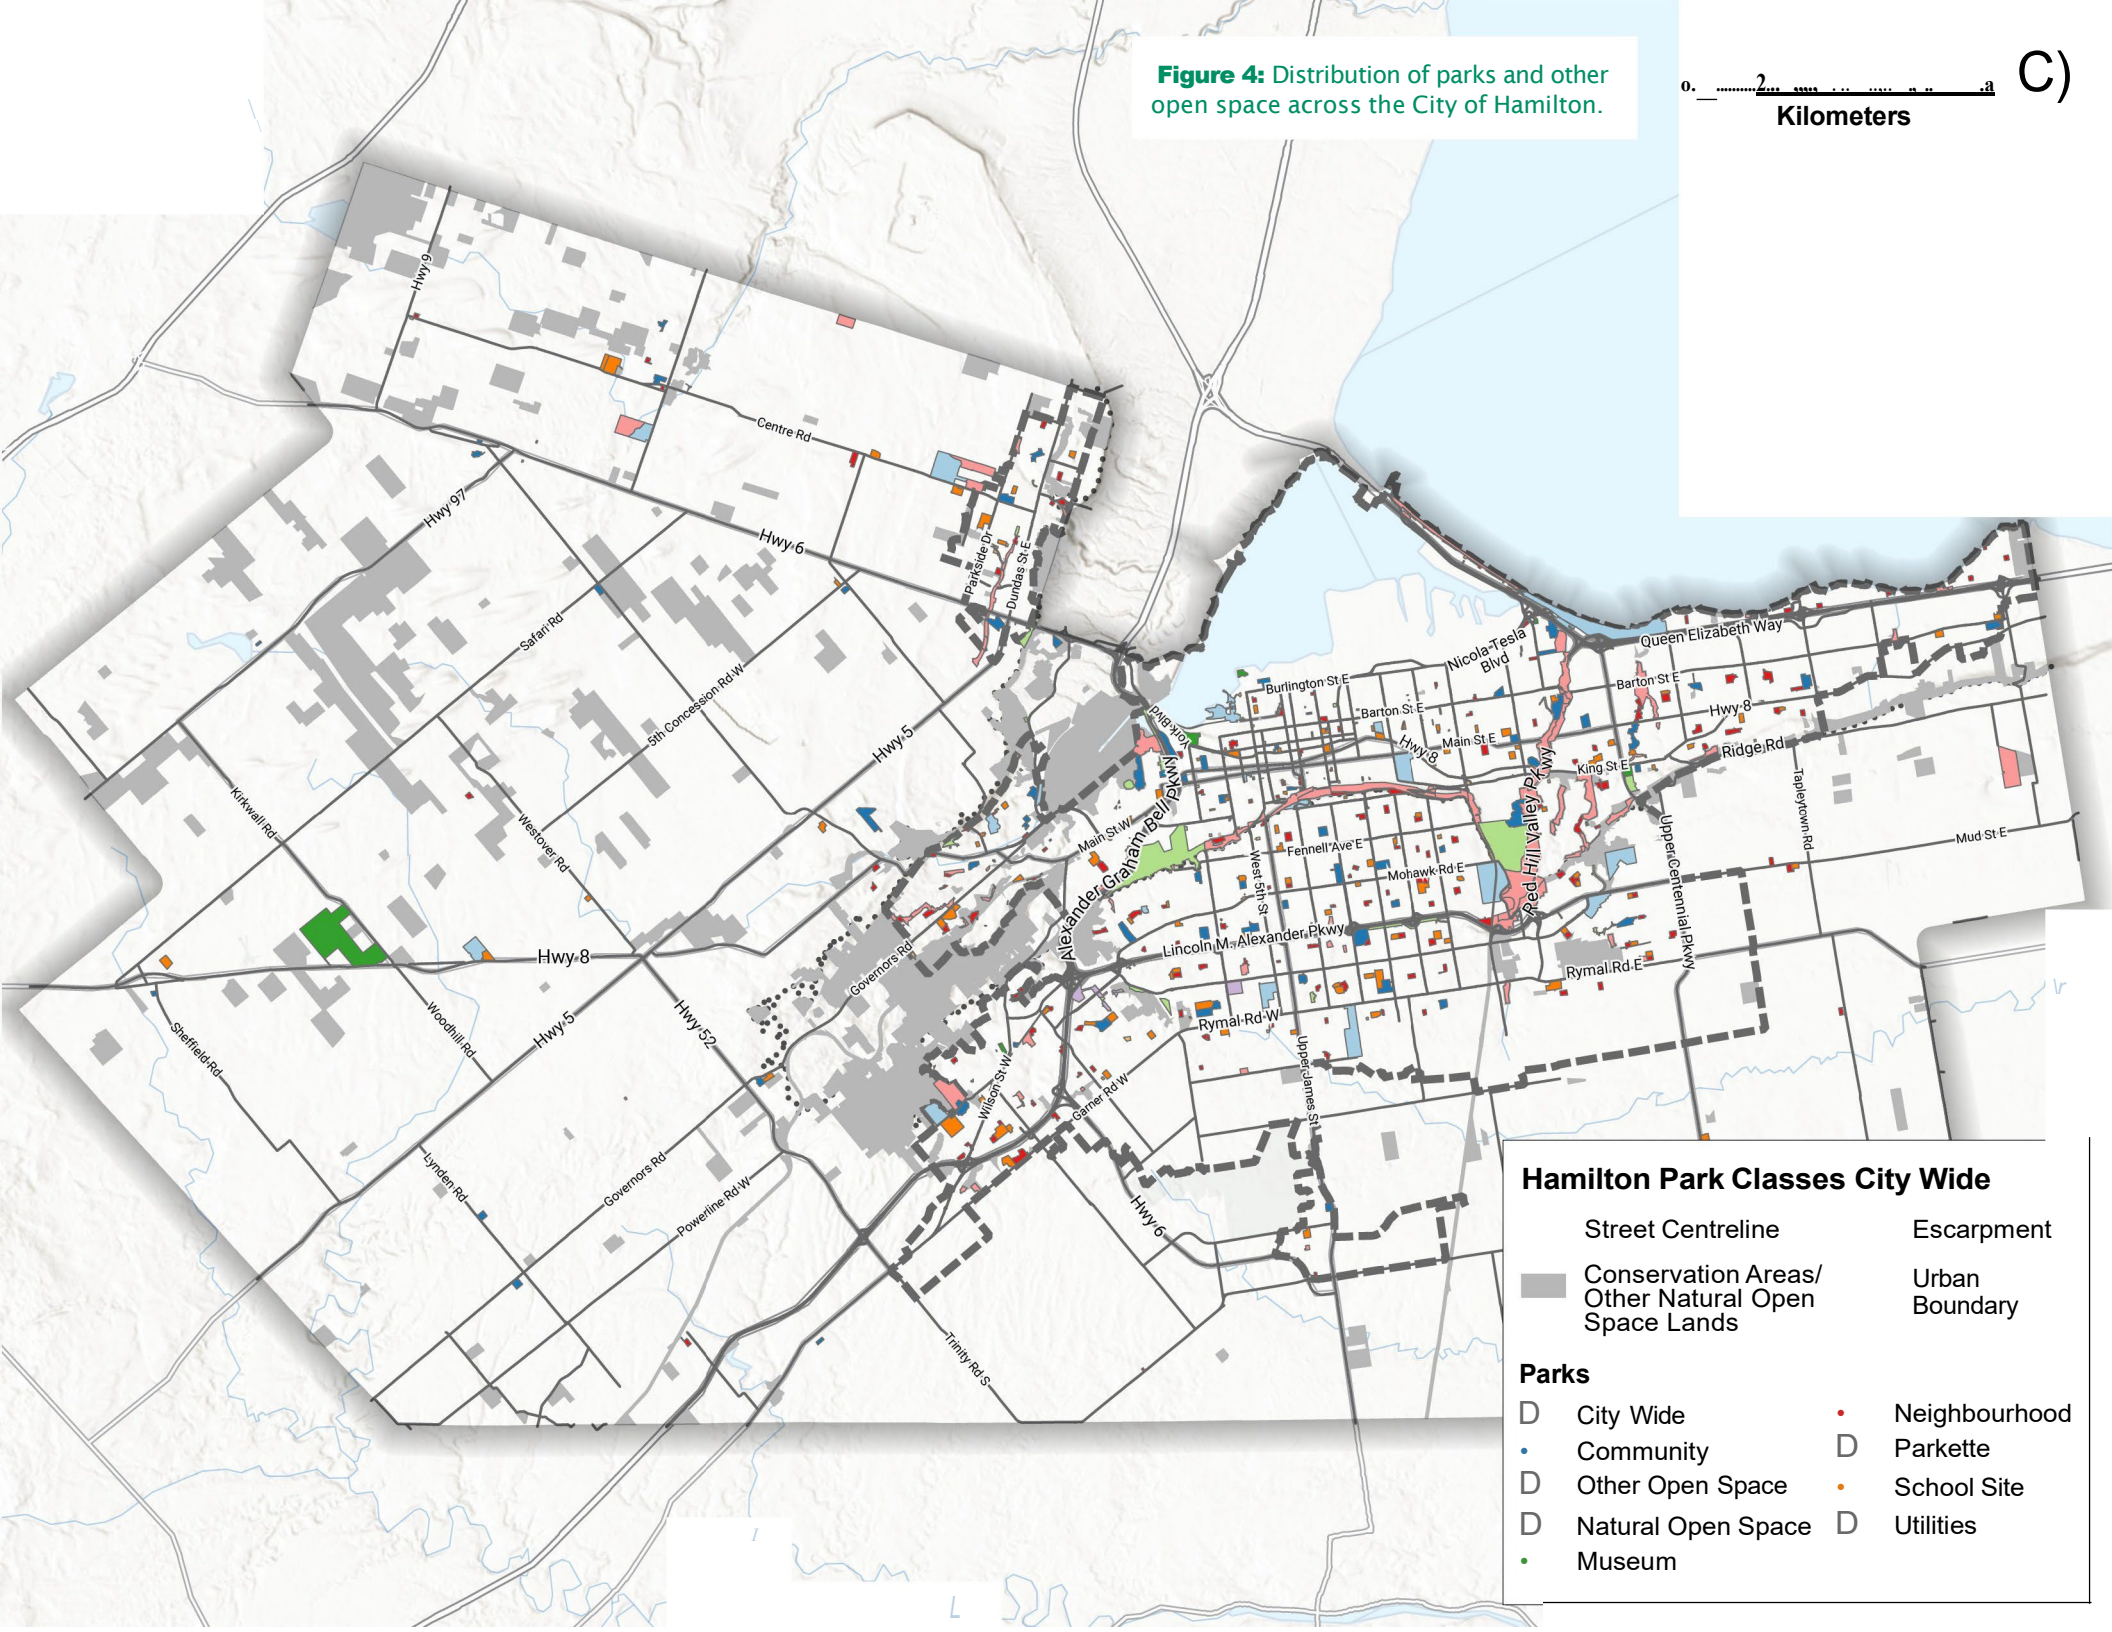 Figure 4: Distribution of parks and other
open space across the City of Hamilton.
C)
Kilometers
Hwy 9
Centre Rd
Hwy 97
Hwy 6
Parkside Dr
Dundas St E
Safari Rd
5th Concession Rd W
Hwy 5
Nicola Tesla
Blvd
Queen Elizabeth Way
Burlington St E
Barton St E
Barton St E
York Blvd
Hwy 8
Main St E
Hwy 8
King St E
Ridge Rd
Kirkwall Rd
Westover Rd
Main St W
Alexander Graham Bell Pkwy
Red Hill Valley Pkwy
Fennell Ave E
West 5th St
Mohawk Rd E
Upper Centennial Pkwy
Tapleytown Rd
Mud St E
Lincoln M. Alexander Pkwy
Hwy 8
Governors Rd
Rymal Rd E
Rymal Rd W
Sheffield Rd
Woodhill Rd
Hwy 5
Hwy 52
Wilson St W
Garner Rd W
Upper James St
Lynden Rd
Governors Rd
Powerline Rd W
Hwy 6
Trinity Rd S
Hamilton Park Classes City Wide
Street Centreline
Escarpment
Conservation Areas/
Other Natural Open
Space Lands
Urban
Boundary
Parks
D City Wide
• Neighbourhood
• Community
D Parkette
D Other Open Space
• School Site
D Natural Open Space
D Utilities
• Museum
L